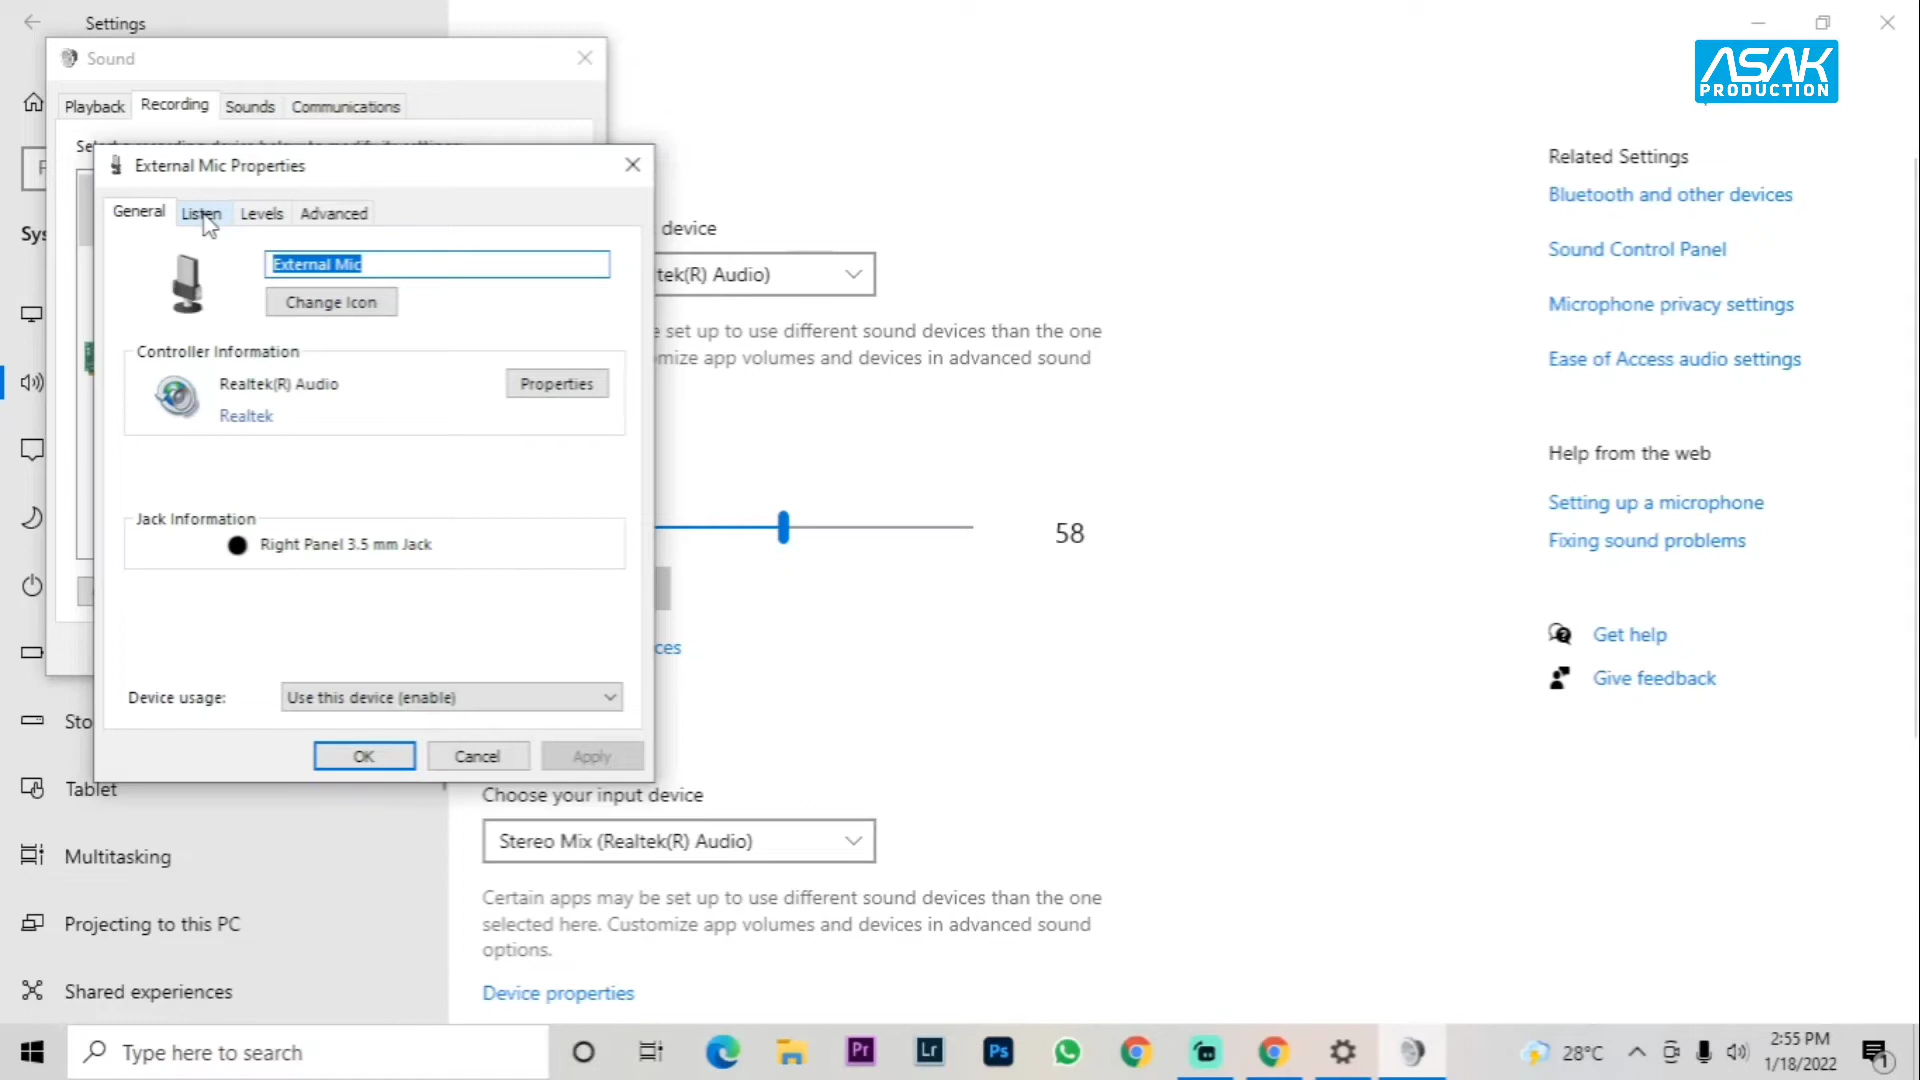 Settings
ASAK
PRODUCTION
Sound
Playback
Recording
Sounds
Communications
External Mic Properties
General
Listen
Levels
Advanced
External Mic
Change Icon
Controller Information
Realtek(R) Audio
Realtek
Properties
Jack Information
Right Panel 3.5 mm Jack
Device usage:
Use this device (enable)
OK
Cancel
Apply
Sys
Sto
Tablet
Multitasking
Projecting to this PC
Shared experiences
device
tek(R) Audio)
e set up to use different sound devices than the one
mize app volumes and devices in advanced sound
58
ces
Choose your input device
Stereo Mix (Realtek(R) Audio)
Certain apps may be set up to use different sound devices than the one
selected here. Customize app volumes and devices in advanced sound
options.
Device properties
Related Settings
Bluetooth and other devices
Sound Control Panel
Microphone privacy settings
Ease of Access audio settings
Help from the web
Setting up a microphone
Fixing sound problems
Get help
Give feedback
Type here to search
Pr
Lr
Ps
28°C
2:55 PM
1/18/2022
1